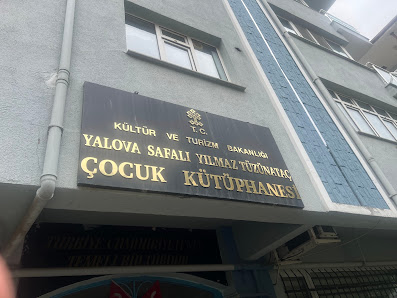 T.C.
KÜLTÜR VE TURİZM BAKANLIĞI
YALOVA SAFALI YILMAZ TÜZÜNATAÇ
ÇOCUK KÜTÜPHANESİ